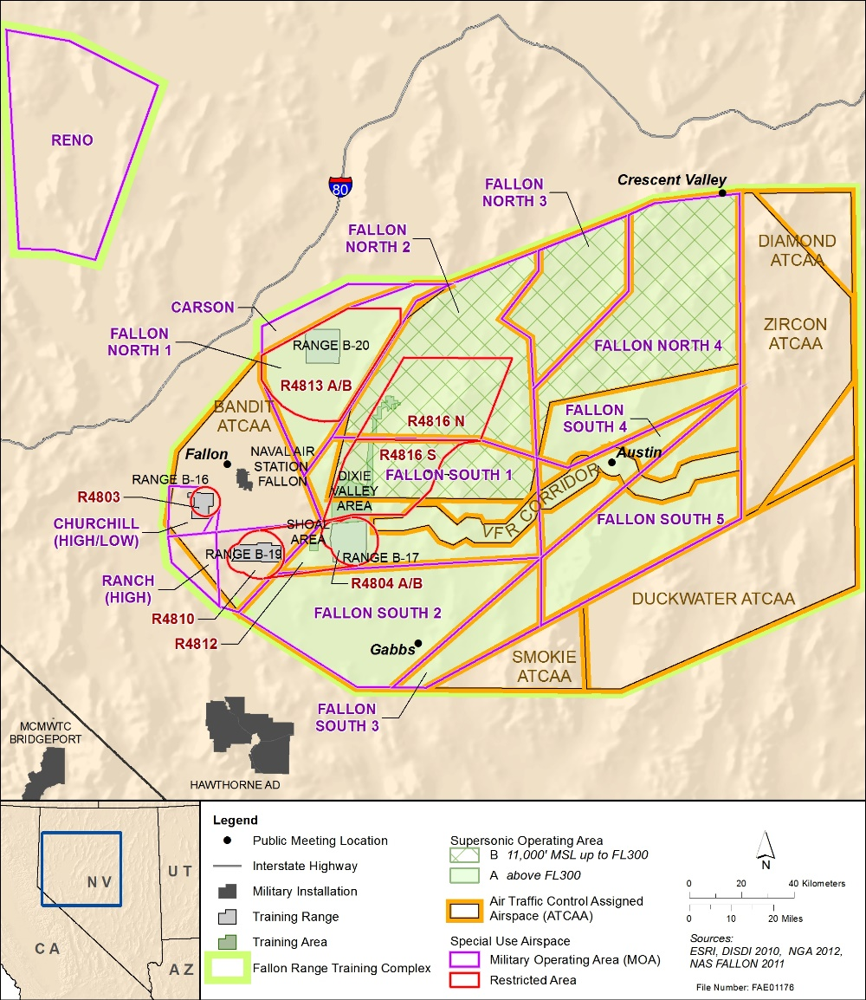 RENO
80
Crescent Valley
FALLON
NORTH 3
FALLON
NORTH 2
DIAMOND
ATCAA
CARSON
FALLON
NORTH 1
ZIRCON
ATCAA
RANGE B-20
FALLON NORTH 4
R4813 A/B
BANDIT
ATCAA
FALLON
SOUTH 4
R4816 N
Fallon
NAVAL AIR
STATION
FALLON
R4816 S
Austin
FALLON SOUTH 1
DIXIE
VALLEY
AREA
RANGE B-16
R4803
VFR CORRIDOR
CHURCHILL
(HIGH/LOW)
SHOAL
AREA
FALLON SOUTH 5
RANGE B-19
RANGE B-17
RANCH
(HIGH)
R4804 A/B
DUCKWATER ATCAA
R4810
FALLON SOUTH 2
R4812
Gabbs
SMOKIE
ATCAA
FALLON
SOUTH 3
MCMWTC
BRIDGEPORT
HAWTHORNE AD
NV
UT
CA
AZ
Legend
Public Meeting Location
Interstate Highway
Military Installation
Training Range
Training Area
Fallon Range Training Complex
Supersonic Operating Area
B 11,000' MSL up to FL300
A above FL300
Air Traffic Control Assigned
Airspace (ATCAA)
Special Use Airspace
Military Operating Area (MOA)
Restricted Area
N
0 20 40 Kilometers
0 10 20 Miles
Sources:
ESRI, DISDI 2010, NGA 2012,
NAS FALLON 2011
File Number: FAE01176